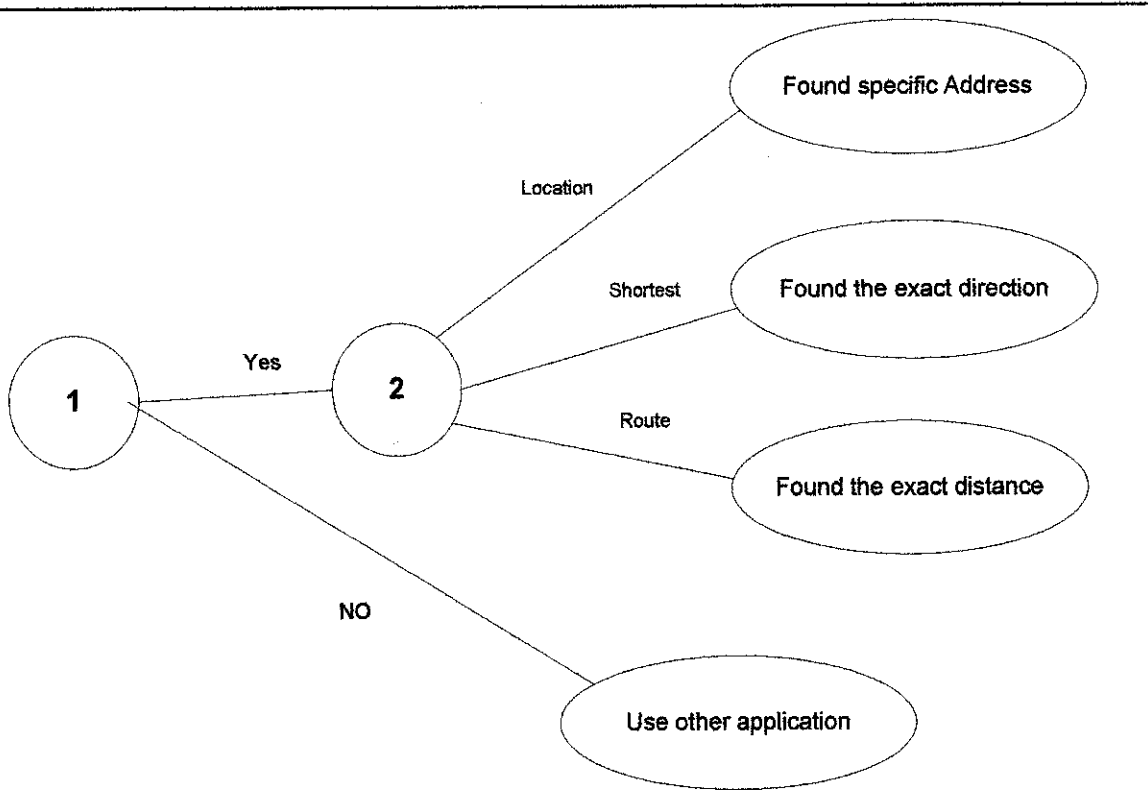 Found specific Address
Location
Shortest
Found the exact direction
Yes
1
2
Route
Found the exact distance
NO
Use other application